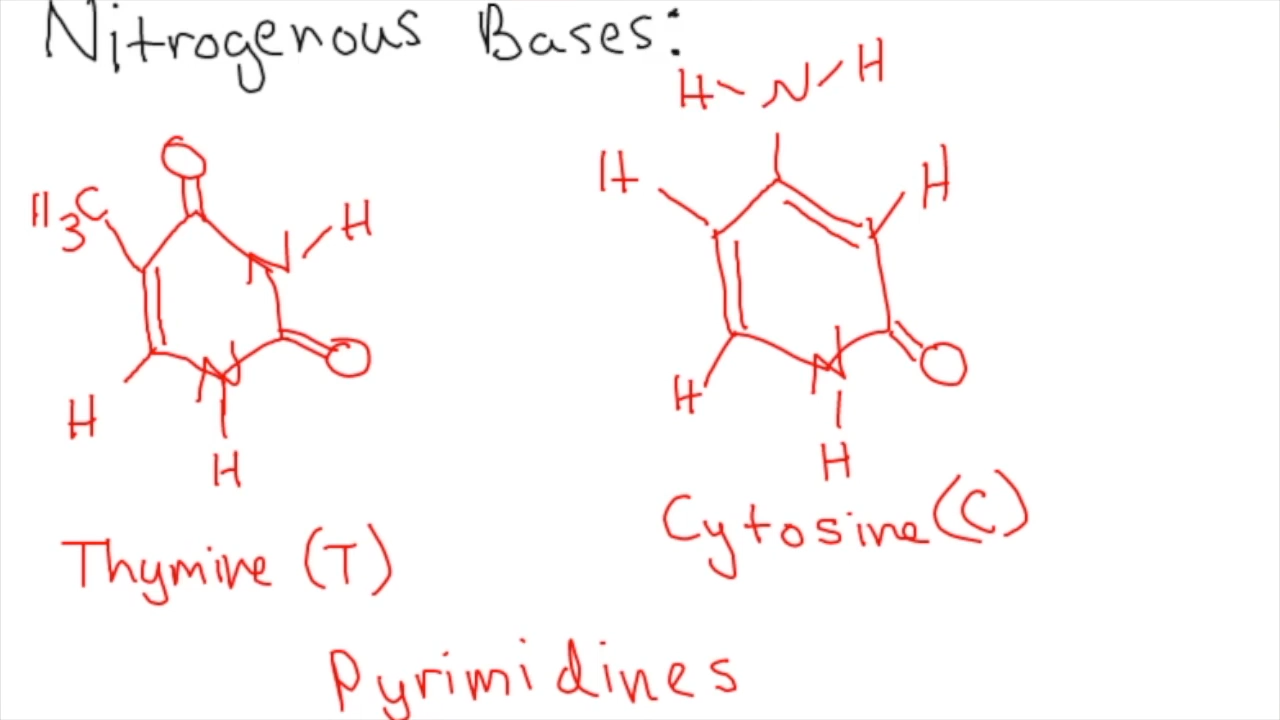 Nitrogenous Bases:
H N H
O
H
H
H₃C
H
N
O
N
O
N
H
H
H
H
Cytosine (C)
Thymine (T)
Pyrimidines